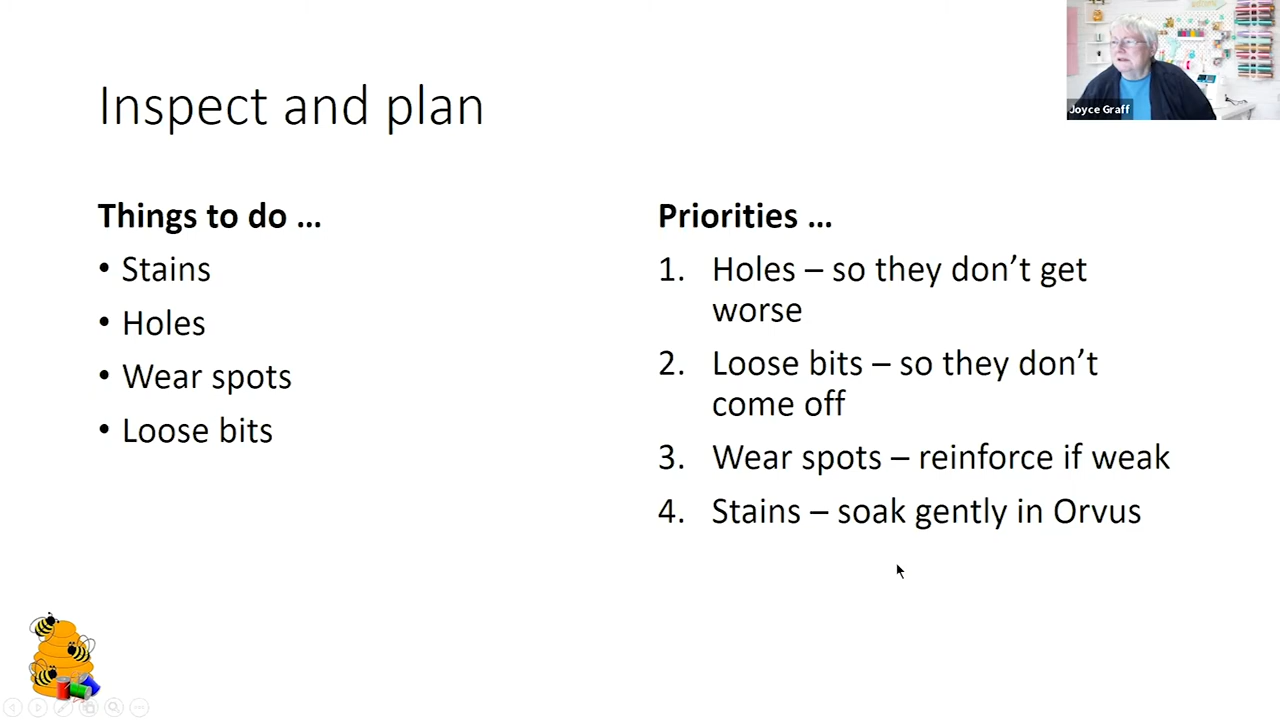 Inspect and plan
Joyce Graff
Things to do …
• Stains
• Holes
• Wear spots
• Loose bits
Priorities …
1. Holes – so they don’t get
worse
2. Loose bits – so they don’t
come off
3. Wear spots – reinforce if weak
4. Stains – soak gently in Orvus